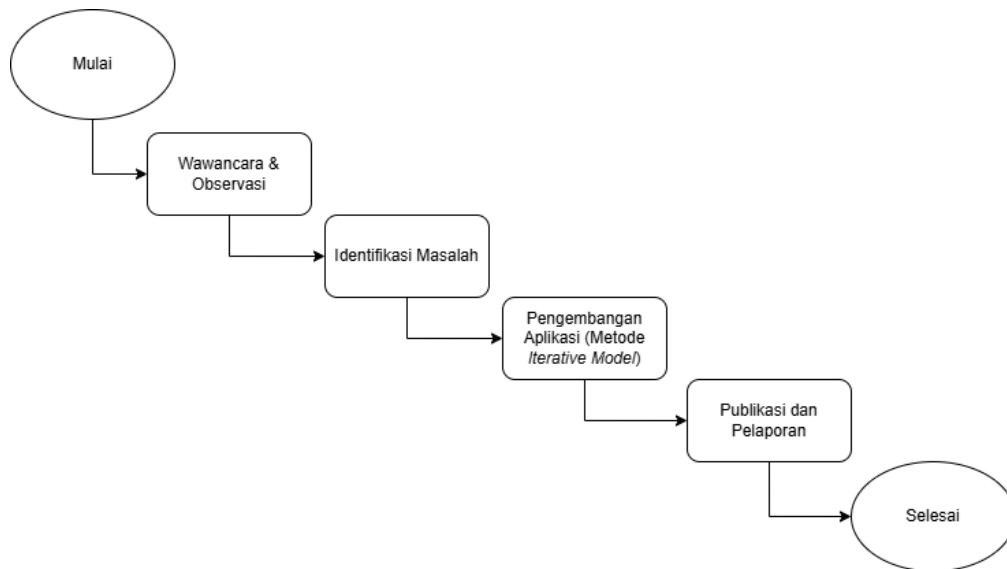 Mulai
Wawancara &
Observasi
Identifikasi Masalah
Pengembangan
Aplikasi (Metode
Iterative Model)
Publikasi dan
Pelaporan
Selesai